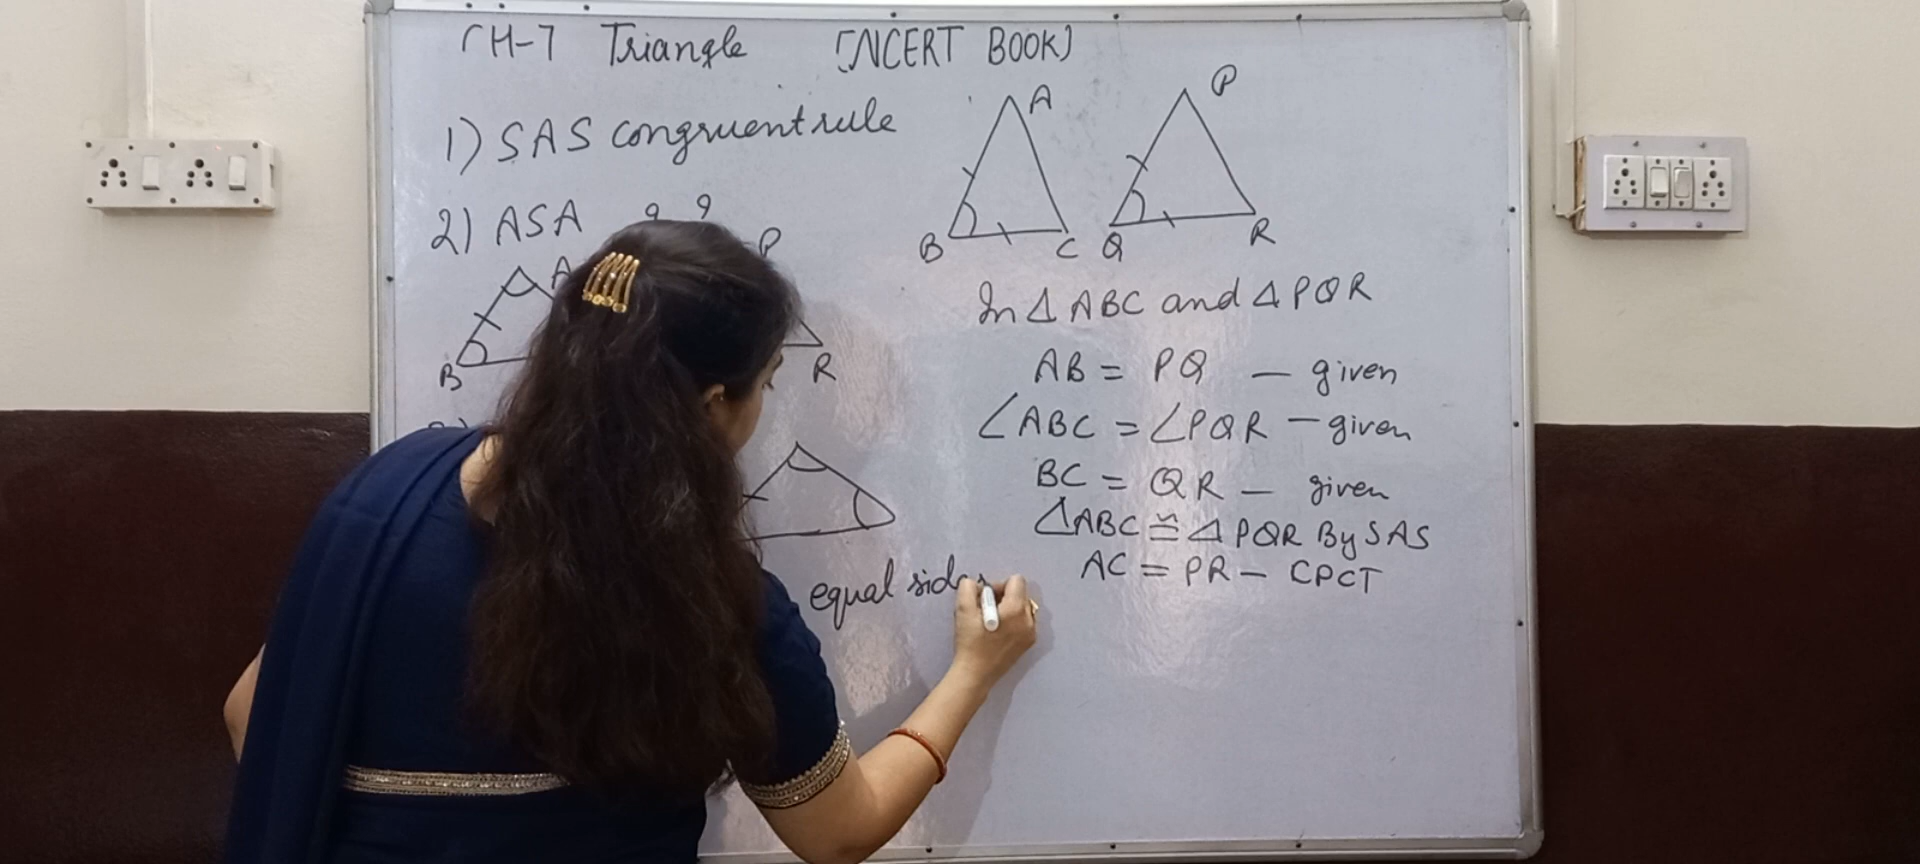 CH-7 Triangle [NCERT BOOK]
1) SAS congruent rule
A
P
B
C
Q
R
2) ASA
A
P
B
R
In △ABC and △PQR
AB = PQ — given
∠ABC = ∠PQR — given
BC = QR — given
△ABC ≅ △PQR By SAS
AC = PR — CPCT
equal sides